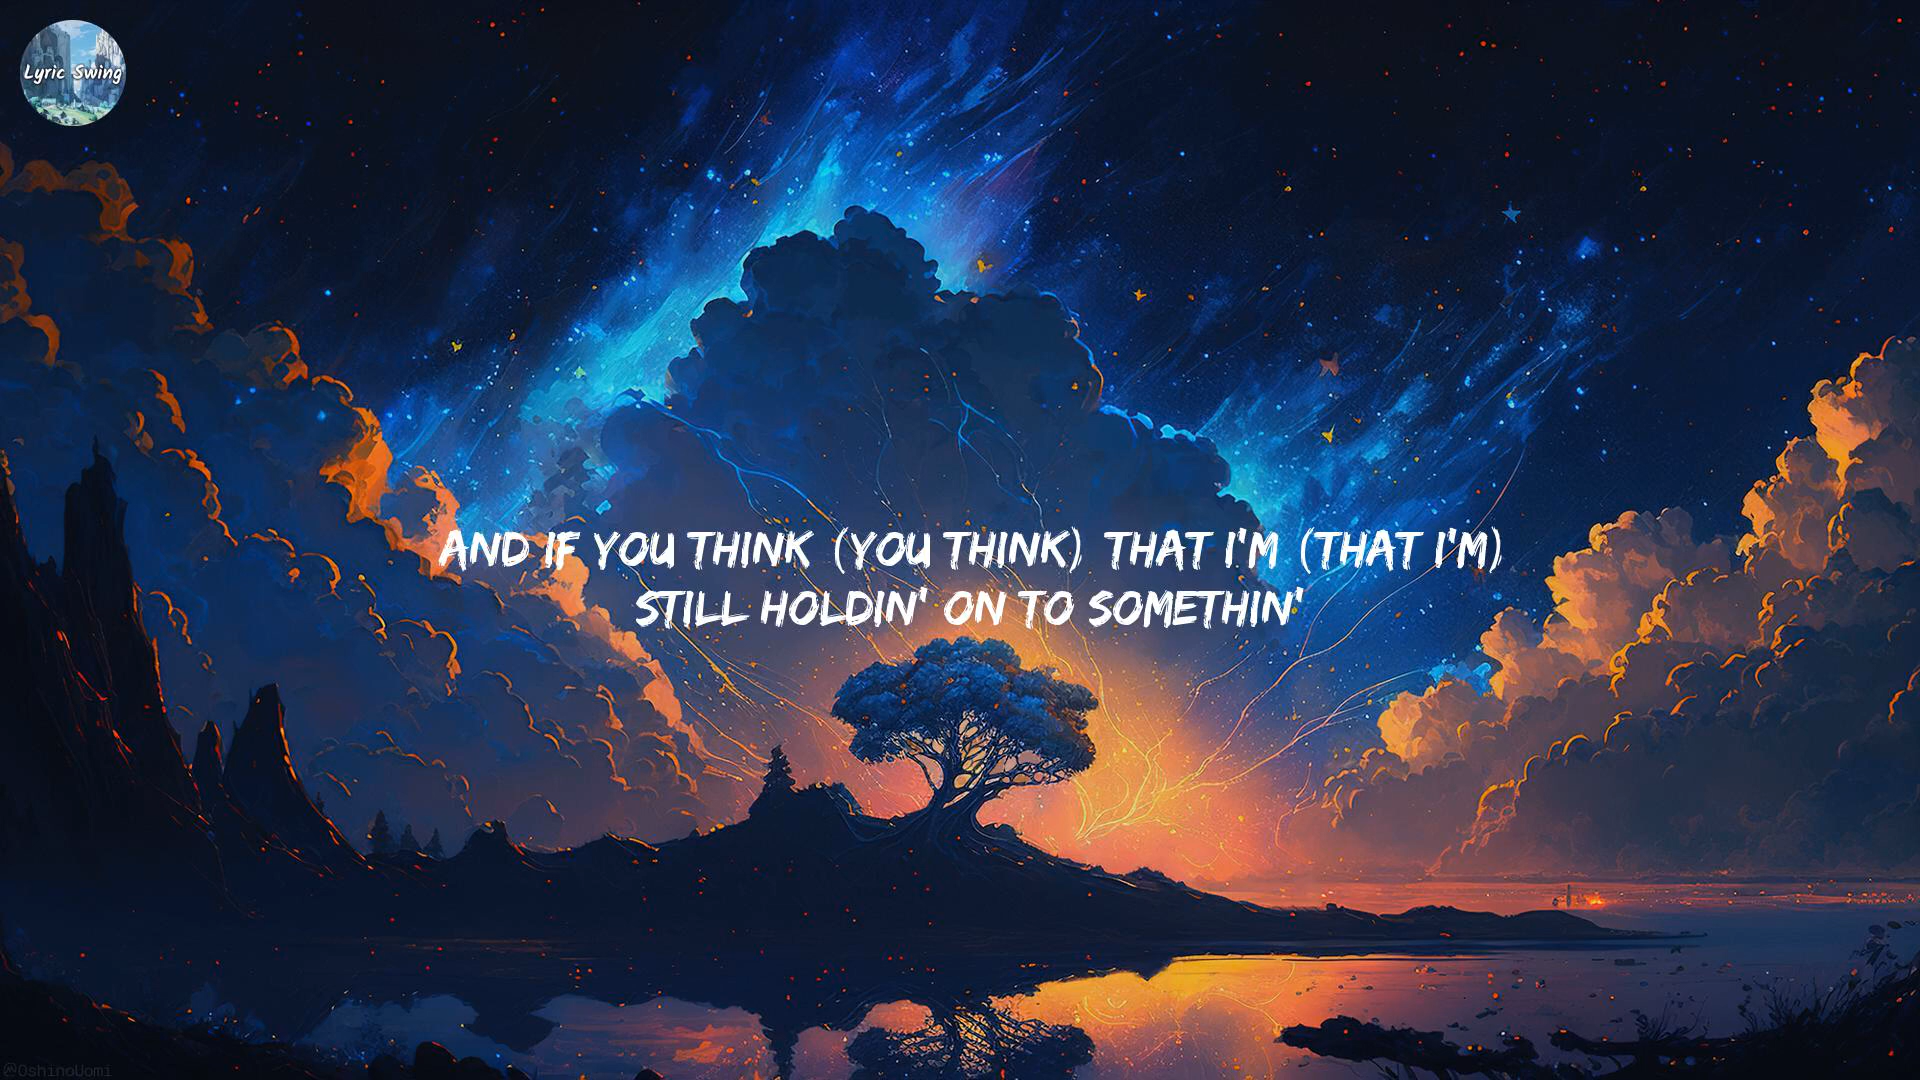 Lyric Swing
AND IF YOU THINK (YOU THINK) THAT I'M (THAT I'M)
STILL HOLDIN' ON TO SOMETHIN'
@OshinoUomi